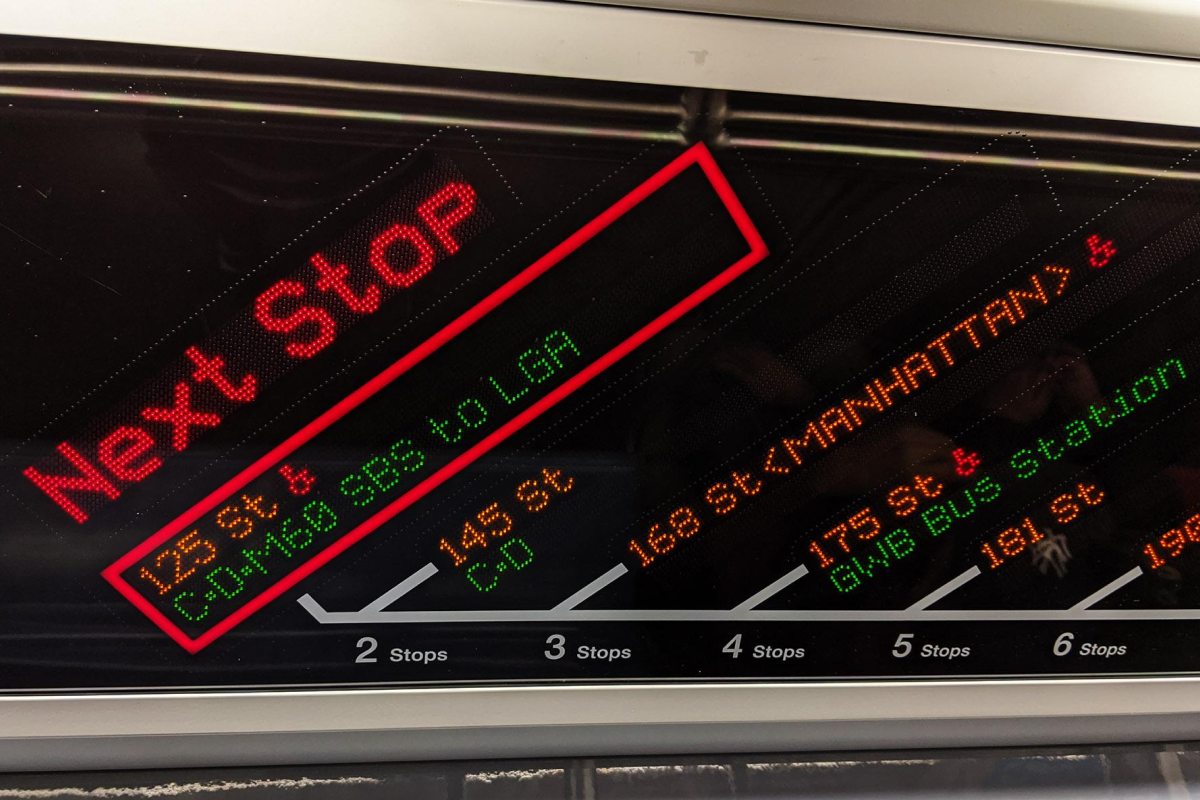 Next Stop
125 St &
C•D•M60 SBS to LGA
145 St
C•D
168 St<MANHATTAN> &
175 St &
GWB BUS Station
181 St
2 Stops
3 Stops
4 Stops
5 Stops
6 Stops